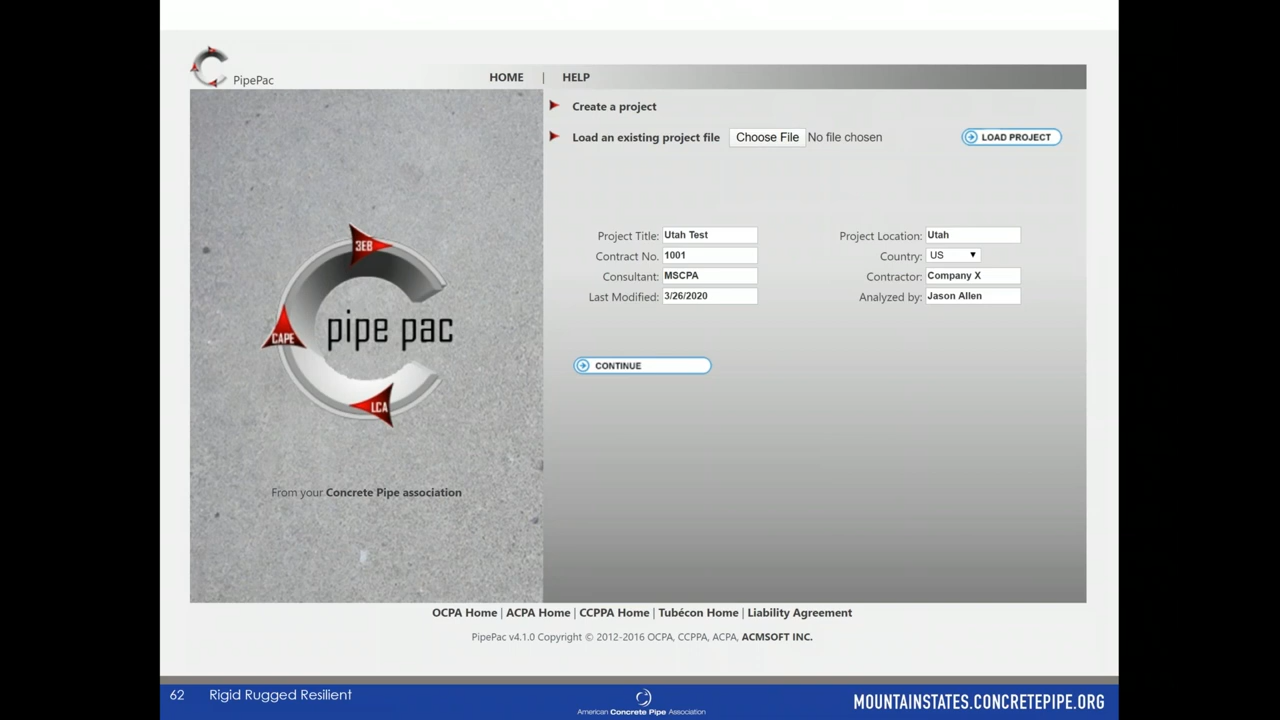 PipePac
HOME | HELP
Create a project
Load an existing project file Choose File No file chosen LOAD PROJECT
Project Title: Utah Test Project Location: Utah
Contract No. 1001 Country: US
Consultant: MSCPA Contractor: Company X
Last Modified: 3/26/2020 Analyzed by: Jason Allen
CONTINUE
3EB
CAPE
pipe pac
LCA
From your Concrete Pipe association
OCPA Home | ACPA Home | CCPPA Home | Tubécon Home | Liability Agreement
PipePac v4.1.0 Copyright © 2012-2016 OCPA, CCPPA, ACPA, ACMSOFT INC.
62 Rigid Rugged Resilient
American Concrete Pipe Association
MOUNTAINSTATES.CONCRETEPIPE.ORG